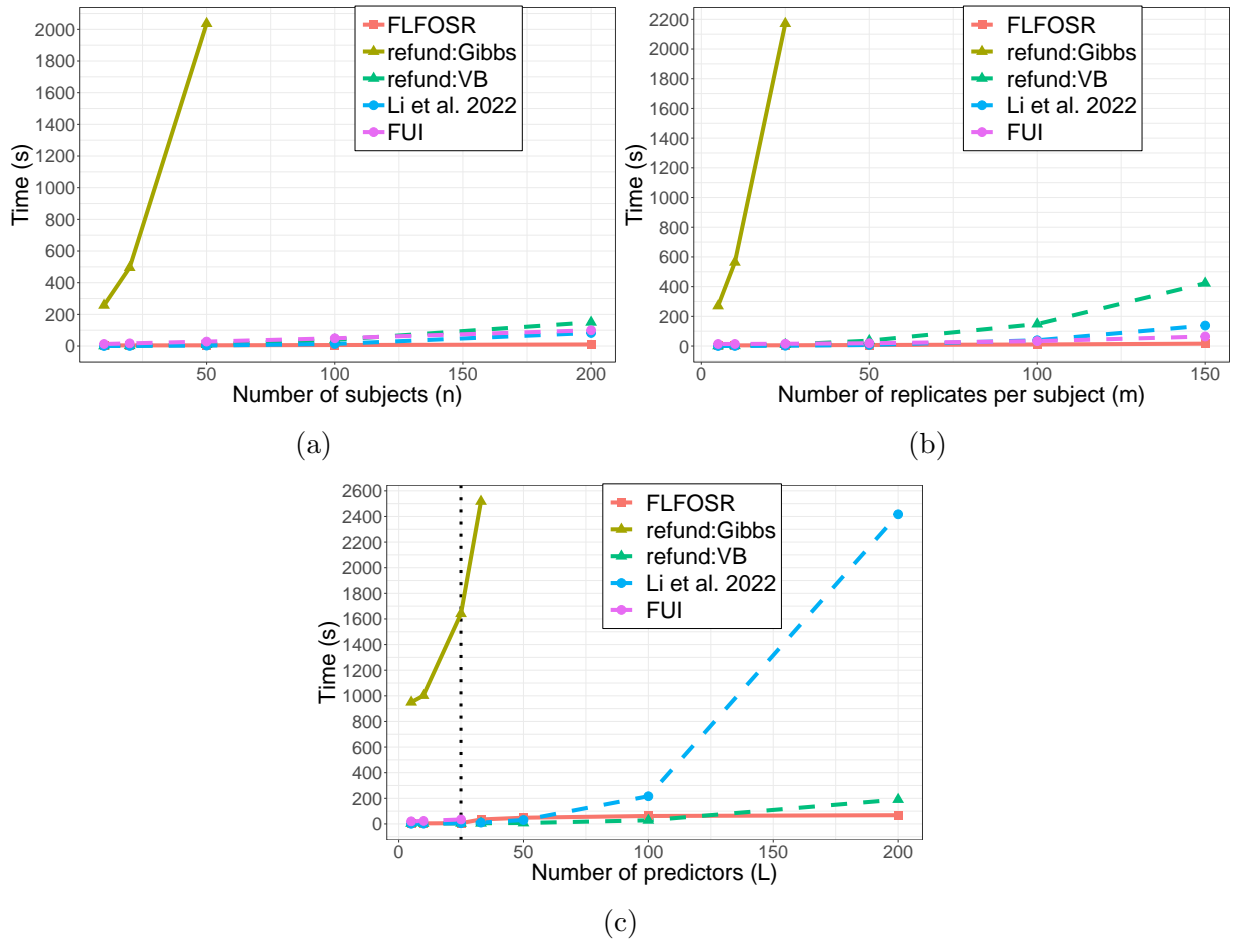 FLFOSR
refund:Gibbs
refund:VB
Li et al. 2022
FUI
Time (s)
2000
1800
1600
1400
1200
1000
800
600
400
200
0
50
100
150
200
Number of subjects (n)
(a)
FLFOSR
refund:Gibbs
refund:VB
Li et al. 2022
FUI
Time (s)
2200
2000
1800
1600
1400
1200
1000
800
600
400
200
0
0
50
100
150
Number of replicates per subject (m)
(b)
FLFOSR
refund:Gibbs
refund:VB
Li et al. 2022
FUI
Time (s)
2600
2400
2200
2000
1800
1600
1400
1200
1000
800
600
400
200
0
0
50
100
150
200
Number of predictors (L)
(c)